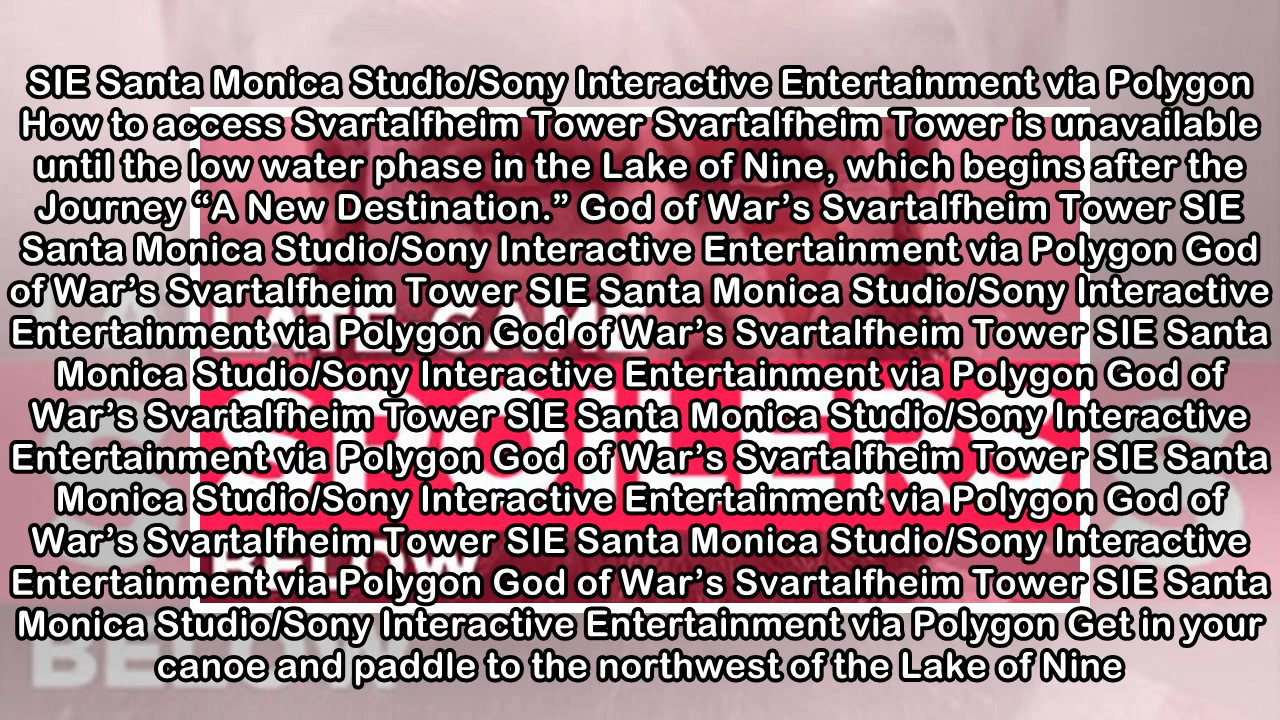 SIE Santa Monica Studio/Sony Interactive Entertainment via Polygon
How to access Svartalfheim Tower Svartalfheim Tower is unavailable
until the low water phase in the Lake of Nine, which begins after the
Journey “A New Destination.” God of War’s Svartalfheim Tower SIE
Santa Monica Studio/Sony Interactive Entertainment via Polygon God
of War’s Svartalfheim Tower SIE Santa Monica Studio/Sony Interactive
Entertainment via Polygon God of War’s Svartalfheim Tower SIE Santa
Monica Studio/Sony Interactive Entertainment via Polygon God of
War’s Svartalfheim Tower SIE Santa Monica Studio/Sony Interactive
Entertainment via Polygon God of War’s Svartalfheim Tower SIE Santa
Monica Studio/Sony Interactive Entertainment via Polygon God of
War’s Svartalfheim Tower SIE Santa Monica Studio/Sony Interactive
Entertainment via Polygon God of War’s Svartalfheim Tower SIE Santa
Monica Studio/Sony Interactive Entertainment via Polygon Get in your
canoe and paddle to the northwest of the Lake of Nine
LATE-GAME
SPOILERS
BELOW
BELOW